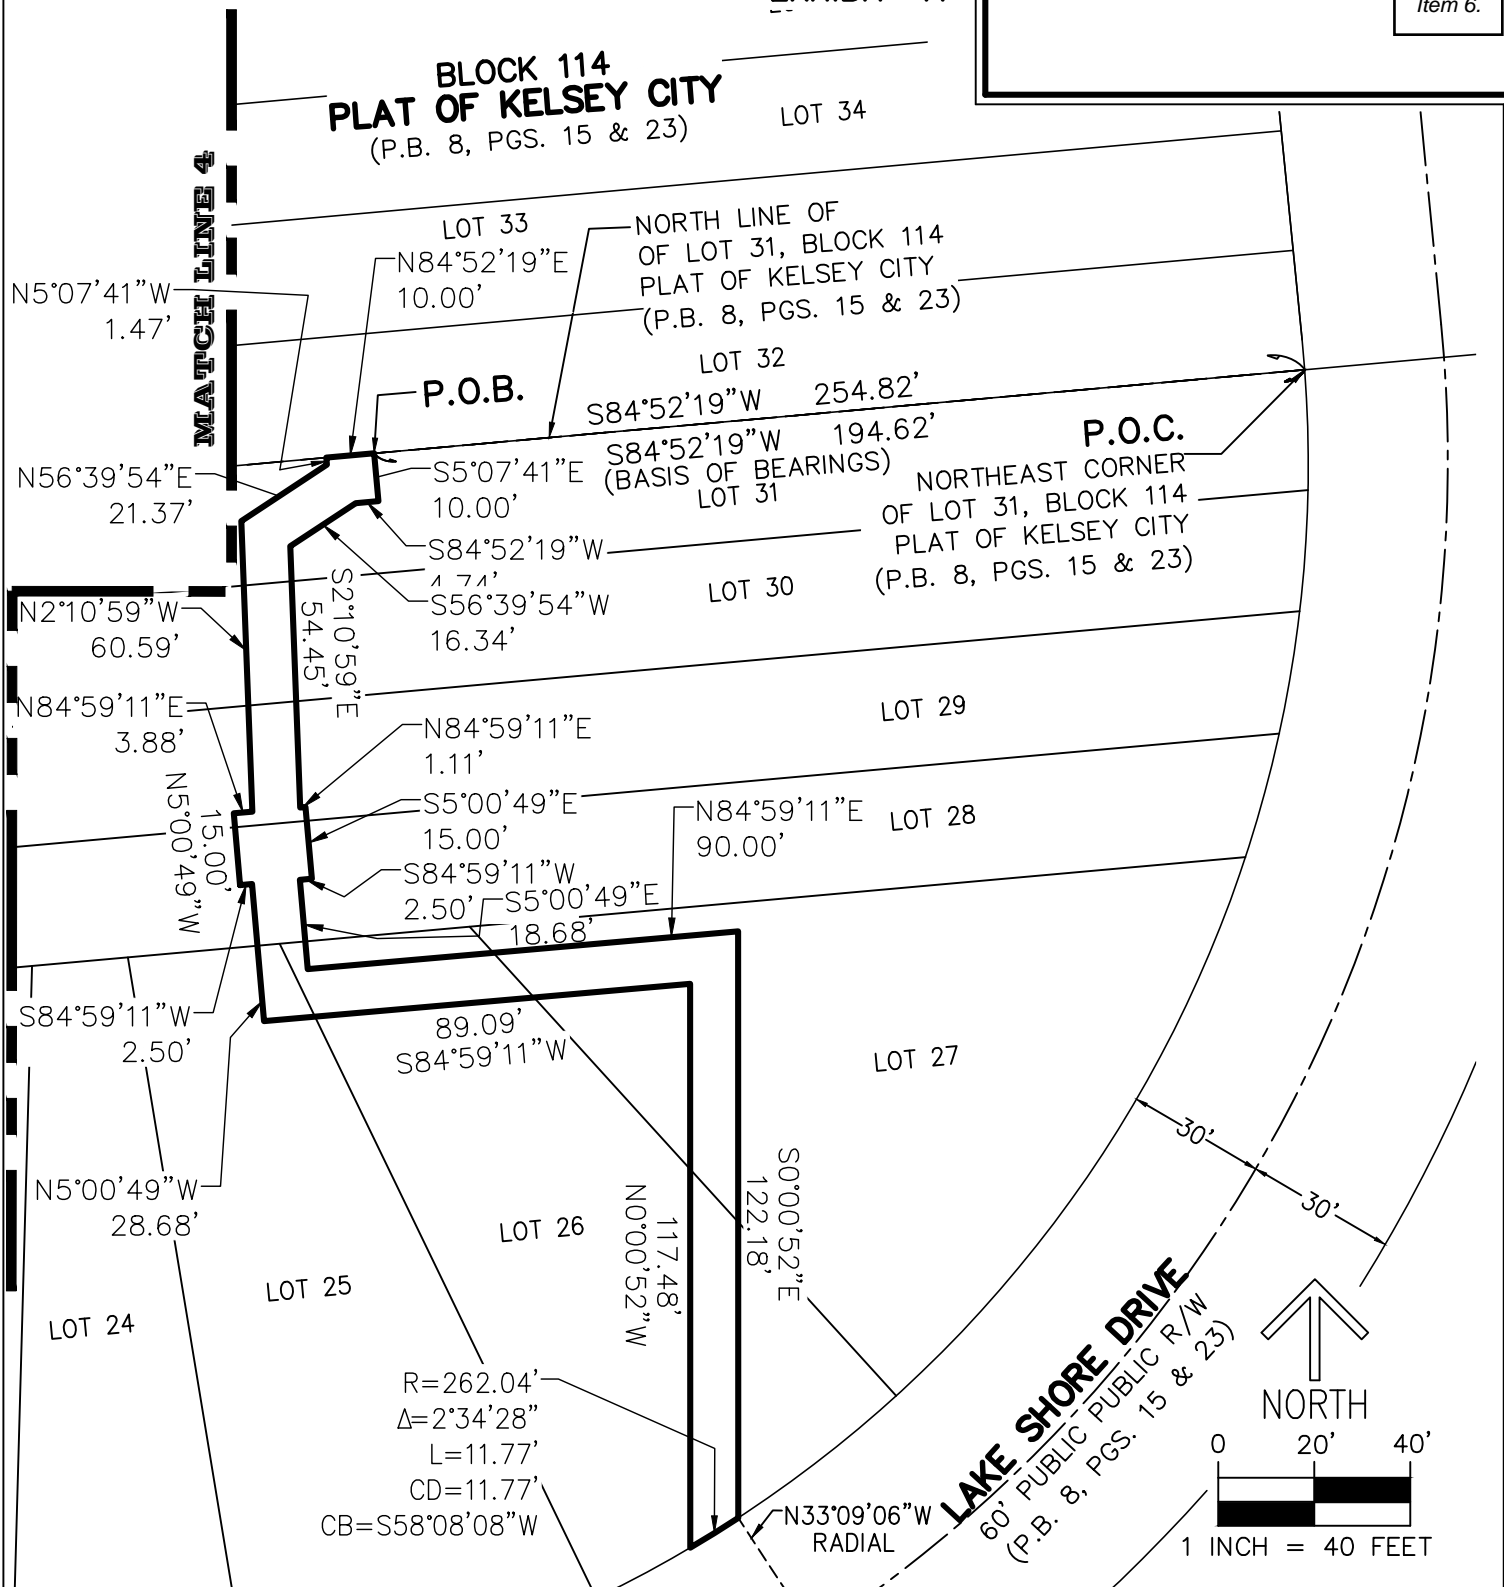 Item 6.
BLOCK 114
PLAT OF KELSEY CITY
(P.B. 8, PGS. 15 & 23)
LOT 34
MATCH LINE 4
LOT 33
NORTH LINE OF
OF LOT 31, BLOCK 114
PLAT OF KELSEY CITY
(P.B. 8, PGS. 15 & 23)
N84°52'19"E
10.00'
N5°07'41"W
1.47'
LOT 32
P.O.B.
S84°52'19"W 254.82'
S84°52'19"W 194.62'
(BASIS OF BEARINGS)
LOT 31
P.O.C.
NORTHEAST CORNER
OF LOT 31, BLOCK 114
PLAT OF KELSEY CITY
(P.B. 8, PGS. 15 & 23)
N56°39'54"E
21.37'
S5°07'41"E
10.00'
S84°52'19"W
4.74'
S56°39'54"W
16.34'
LOT 30
N2°10'59"W
60.59'
S2°10'59"E
54.45'
N84°59'11"E
3.88'
N84°59'11"E
1.11'
LOT 29
S5°00'49"E
15.00'
N84°59'11"E
90.00'
LOT 28
15.00'
N5°00'49"W
S84°59'11"W
2.50'
S5°00'49"E
18.68'
S84°59'11"W
2.50'
89.09'
S84°59'11"W
LOT 27
30'
30'
N5°00'49"W
28.68'
S0°00'52"E
122.18'
117.48'
N0°00'52"W
LOT 26
LOT 25
LOT 24
R=262.04'
Δ=2°34'28"
L=11.77'
CD=11.77'
CB=S58°08'08"W
N33°09'06"W
RADIAL
LAKE SHORE DRIVE
60' PUBLIC PUBLIC R/W
(P.B. 8, PGS. 15 & 23)
NORTH
0 20' 40'
1 INCH = 40 FEET